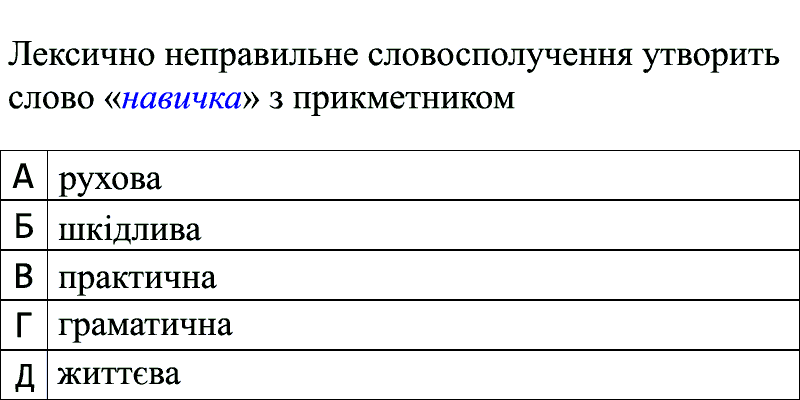 Лексично неправильне словосполучення утворить
слово «навичка» з прикметником
А рухова
Б шкідлива
В практична
Г граматична
Д життєва